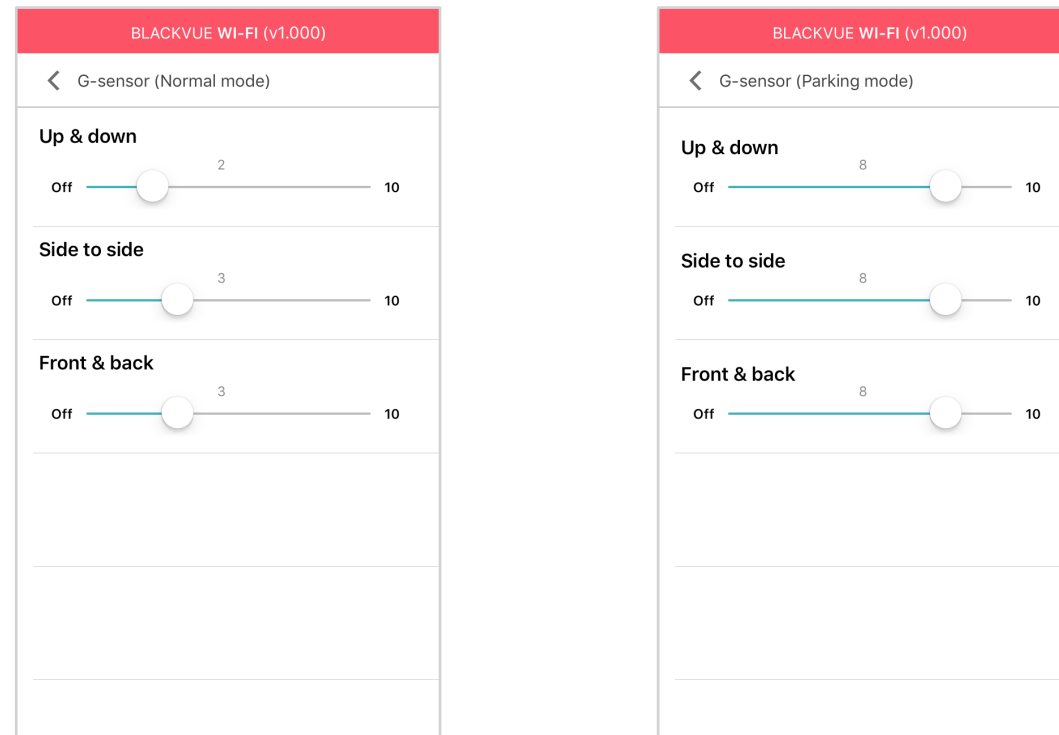 BLACKVUE WI-FI (v1.000)
G-sensor (Normal mode)
Up & down
2
Off 10
Side to side
3
Off 10
Front & back
3
Off 10
BLACKVUE WI-FI (v1.000)
G-sensor (Parking mode)
Up & down
8
Off 10
Side to side
8
Off 10
Front & back
8
Off 10